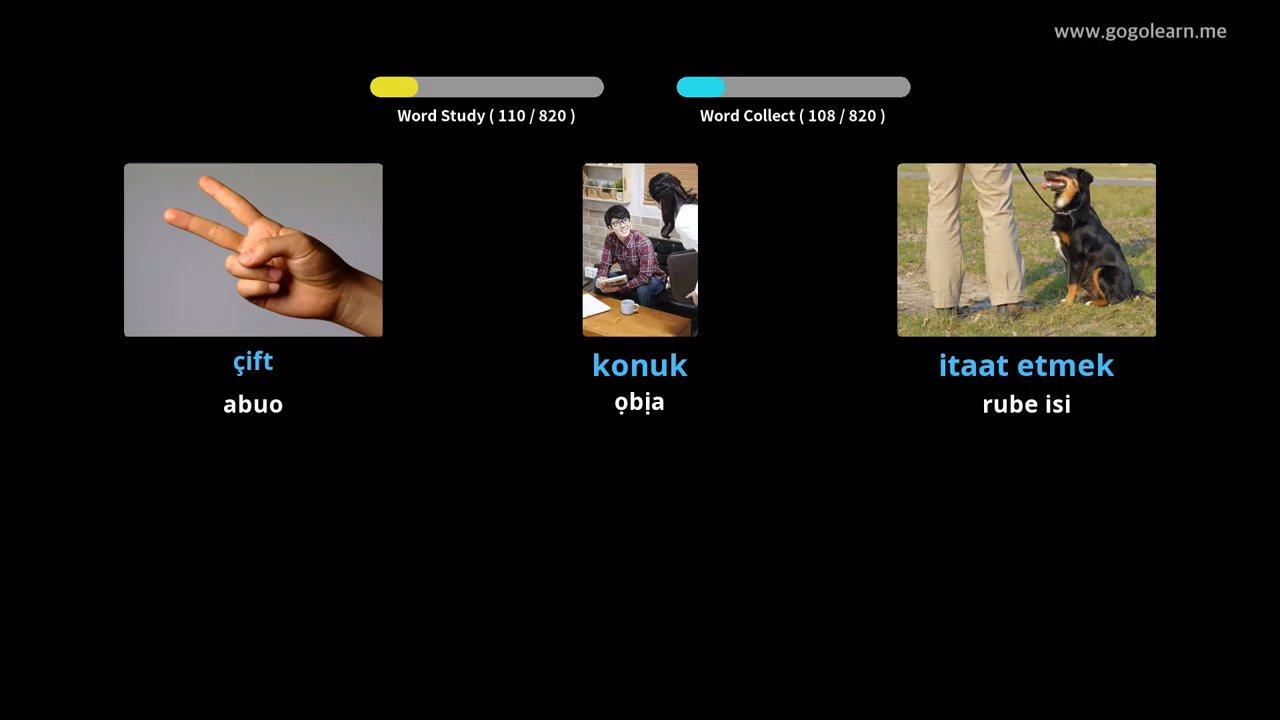 www.gogolearn.me
Word Study ( 110 / 820 )
Word Collect ( 108 / 820 )
çift
abuo
konuk
ọbịa
itaat etmek
rube isi